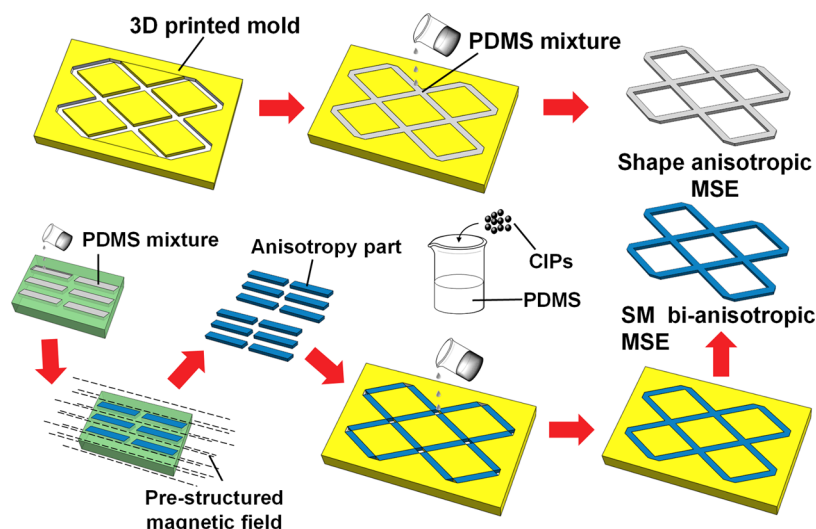 3D printed mold
PDMS mixture
Shape anisotropic
MSE
PDMS mixture
Anisotropy part
CIPs
PDMS
SM bi-anisotropic
MSE
Pre-structured
magnetic field